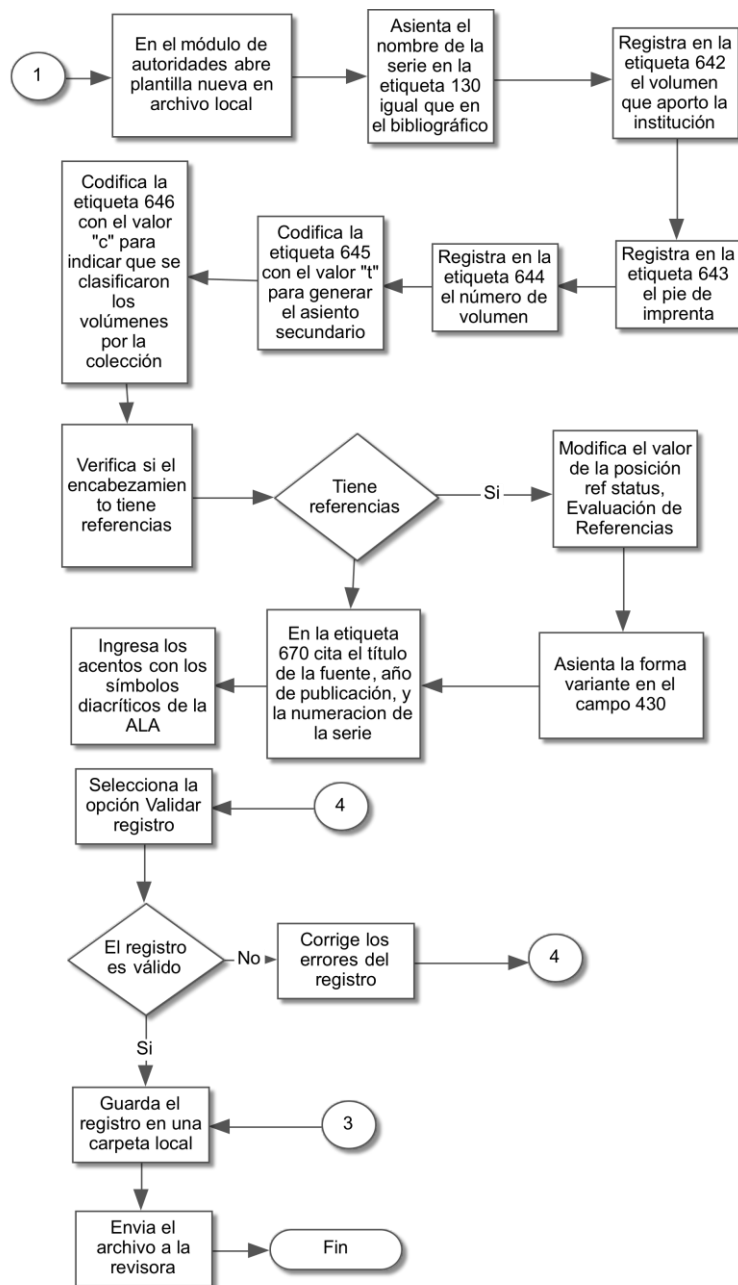 1
En el módulo de
autoridades abre
plantilla nueva en
archivo local
Asienta el
nombre de la
serie en la
etiqueta 130
igual que en
el bibliográfico
Registra en la
etiqueta 642
el volumen
que aporto la
institución
Registra en la
etiqueta 643
el pie de
imprenta
Registra en la
etiqueta 644
el número de
volumen
Codifica la
etiqueta 645
con el valor "t"
para generar
el asiento
secundario
Codifica la
etiqueta 646
con el valor
"c" para
indicar que se
clasificaron
los
volúmenes
por la
colección
Verifica si el
encabezamien
to tiene
referencias
Tiene
referencias
Si
Modifica el valor
de la posición
ref status,
Evaluación de
Referencias
Asienta la forma
variante en el
campo 430
En la etiqueta
670 cita el título
de la fuente, año
de publicación, y
la numeracion de
la serie
Ingresa los
acentos con los
símbolos
diacríticos de la
ALA
Selecciona la
opción Validar
registro
4
El registro
es válido
No
Corrige los
errores del
registro
4
Si
Guarda el
registro en una
carpeta local
3
Envia el
archivo a la
revisora
Fin